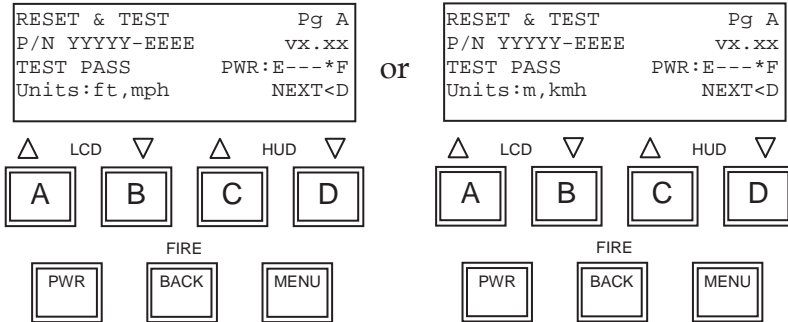 RESET & TEST Pg A
P/N YYYYY-EEEE vx.xx
TEST PASS PWR:E---*F
Units:ft,mph NEXT<D
△ LCD ▽ △ HUD ▽
A B C D
FIRE
PWR BACK MENU
or
RESET & TEST Pg A
P/N YYYYY-EEEE vx.xx
TEST PASS PWR:E---*F
Units:m,kmh NEXT<D
△ LCD ▽ △ HUD ▽
A B C D
FIRE
PWR BACK MENU